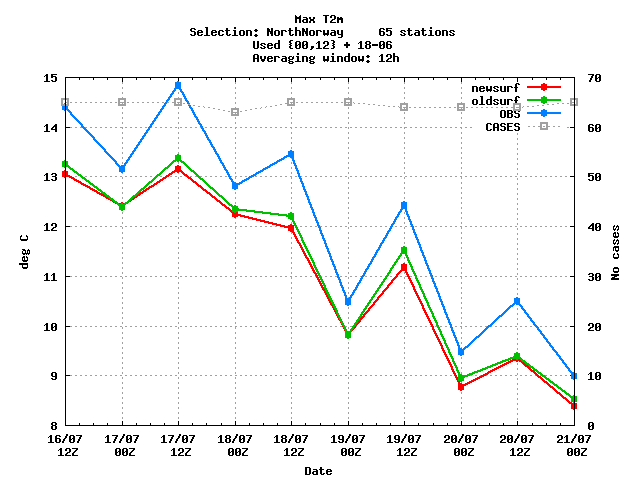 Max T2m
Selection: NorthNorway     65 stations
Used {00,12} + 18-06
Averaging window: 12h
newsurf
oldsurf
OBS
CASES
15
14
13
12
11
10
9
8
deg C
70
60
50
40
30
20
10
0
No cases
16/07 17/07 17/07 18/07 18/07 19/07 19/07 20/07 20/07 21/07
12Z 00Z 12Z 00Z 12Z 00Z 12Z 00Z 12Z 00Z
Date